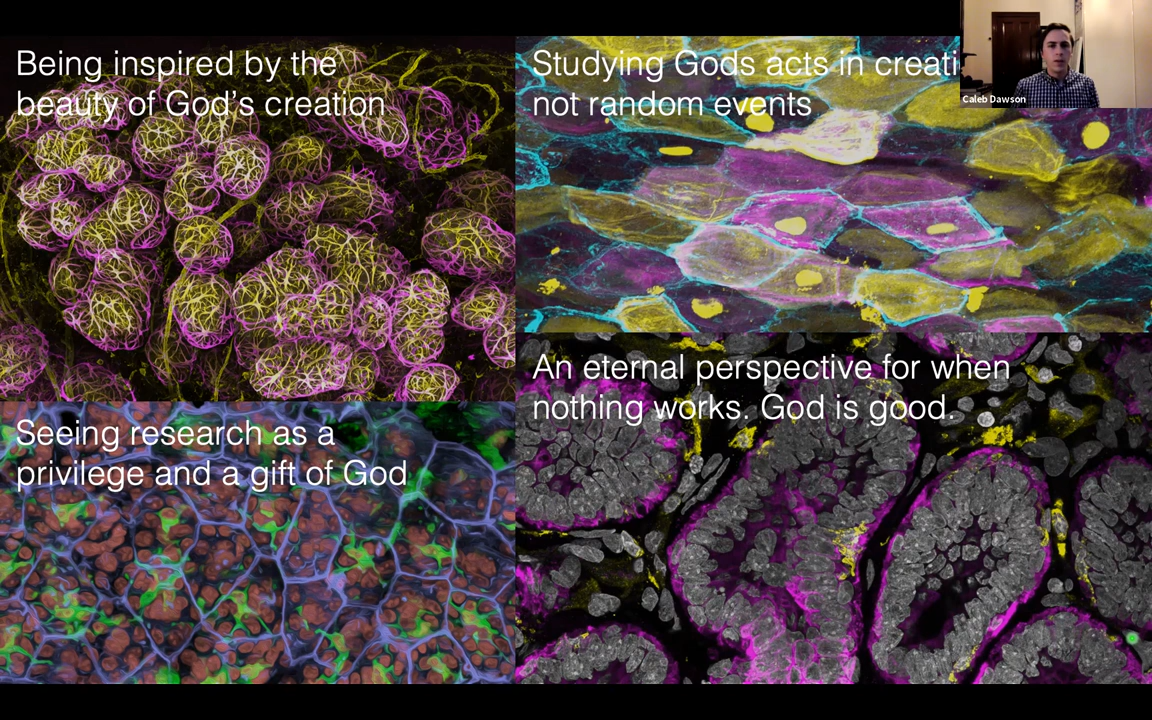 Being inspired by the
beauty of God's creation
Studying Gods acts in creati
not random events
Caleb Dawson
An eternal perspective for when
nothing works. God is good.
Seeing research as a
privilege and a gift of God